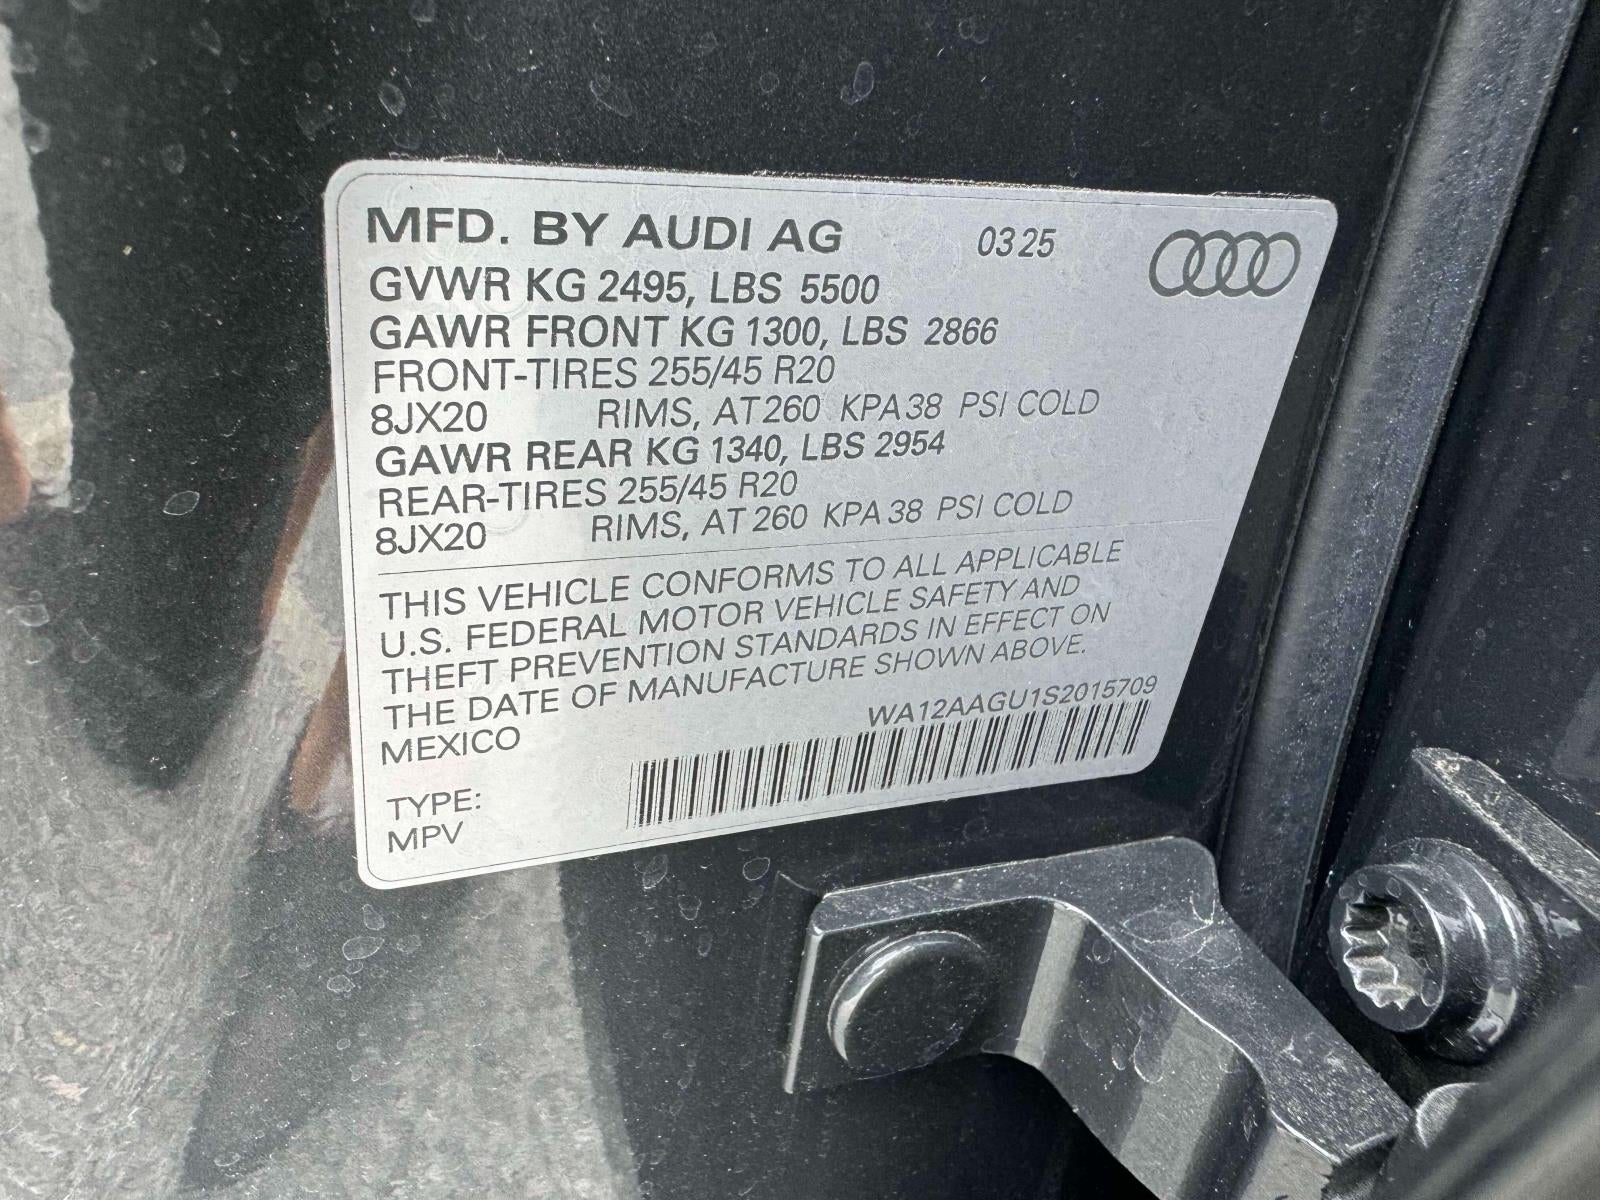 MFD. BY AUDI AG 03 25
GVWR KG 2495, LBS 5500
GAWR FRONT KG 1300, LBS 2866
FRONT-TIRES 255/45 R20
8JX20 RIMS, AT 260 KPA 38 PSI COLD
GAWR REAR KG 1340, LBS 2954
REAR-TIRES 255/45 R20
8JX20 RIMS, AT 260 KPA 38 PSI COLD
THIS VEHICLE CONFORMS TO ALL APPLICABLE
U.S. FEDERAL MOTOR VEHICLE SAFETY AND
THEFT PREVENTION STANDARDS IN EFFECT ON
THE DATE OF MANUFACTURE SHOWN ABOVE.
MEXICO WA12AAGU1S2015709
TYPE:
MPV